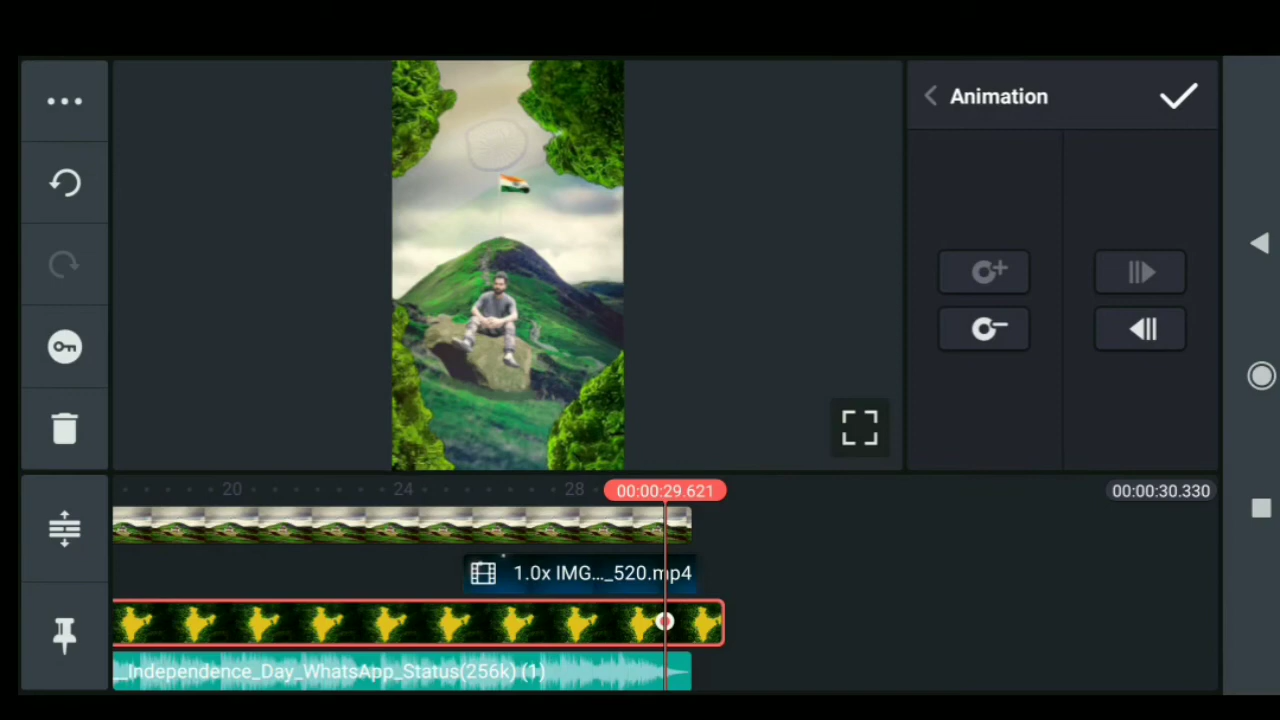 Animation
20
24
28
00:00:29.621
00:00:30.330
1.0x IMG..._520.mp4
_Independence_Day_WhatsApp_Status(256k) (1)